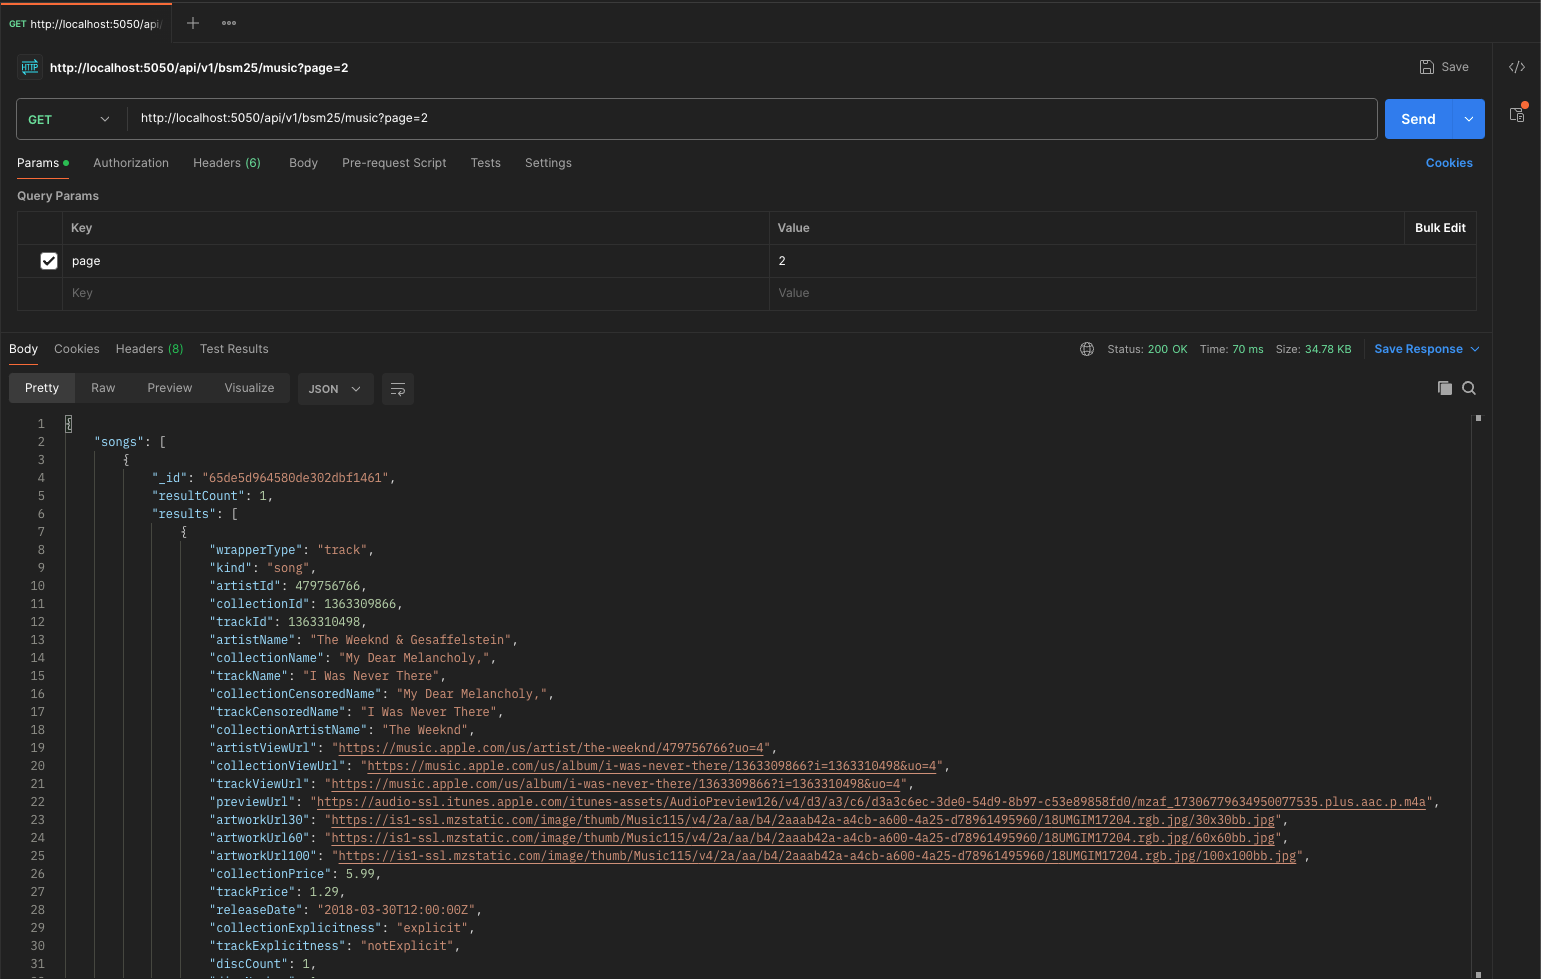 GET http://localhost:5050/api/
HTTP http://localhost:5050/api/v1/bsm25/music?page=2 Save </>
GET http://localhost:5050/api/v1/bsm25/music?page=2 Send
Params Authorization Headers (6) Body Pre-request Script Tests Settings Cookies
Query Params
Key Value Bulk Edit
page 2
Key Value
Body Cookies Headers (8) Test Results Status: 200 OK Time: 70 ms Size: 34.78 KB Save Response
Pretty Raw Preview Visualize JSON
1 {
2 "songs": [
3 {
4 "_id": "65de5d964580de302dbf1461",
5 "resultCount": 1,
6 "results": [
7 {
8 "wrapperType": "track",
9 "kind": "song",
10 "artistId": 479756766,
11 "collectionId": 1363309866,
12 "trackId": 1363310498,
13 "artistName": "The Weeknd & Gesaffelstein",
14 "collectionName": "My Dear Melancholy,",
15 "trackName": "I Was Never There",
16 "collectionCensoredName": "My Dear Melancholy,",
17 "trackCensoredName": "I Was Never There",
18 "collectionArtistName": "The Weeknd",
19 "artistViewUrl": "https://music.apple.com/us/artist/the-weeknd/479756766?uo=4",
20 "collectionViewUrl": "https://music.apple.com/us/album/i-was-never-there/1363309866?i=1363310498&uo=4",
21 "trackViewUrl": "https://music.apple.com/us/album/i-was-never-there/1363309866?i=1363310498&uo=4",
22 "previewUrl": "https://audio-ssl.itunes.apple.com/itunes-assets/AudioPreview126/v4/d3/a3/c6/d3a3c6ec-3de0-54d9-8b97-c53e89858fd0/mzaf_17306779634950077535.plus.aac.p.m4a",
23 "artworkUrl30": "https://is1-ssl.mzstatic.com/image/thumb/Music115/v4/2a/aa/b4/2aaab42a-a4cb-a600-4a25-d78961495960/18UMGIM17204.rgb.jpg/30x30bb.jpg",
24 "artworkUrl60": "https://is1-ssl.mzstatic.com/image/thumb/Music115/v4/2a/aa/b4/2aaab42a-a4cb-a600-4a25-d78961495960/18UMGIM17204.rgb.jpg/60x60bb.jpg",
25 "artworkUrl100": "https://is1-ssl.mzstatic.com/image/thumb/Music115/v4/2a/aa/b4/2aaab42a-a4cb-a600-4a25-d78961495960/18UMGIM17204.rgb.jpg/100x100bb.jpg",
26 "collectionPrice": 5.99,
27 "trackPrice": 1.29,
28 "releaseDate": "2018-03-30T12:00:00Z",
29 "collectionExplicitness": "explicit",
30 "trackExplicitness": "notExplicit",
31 "discCount": 1,